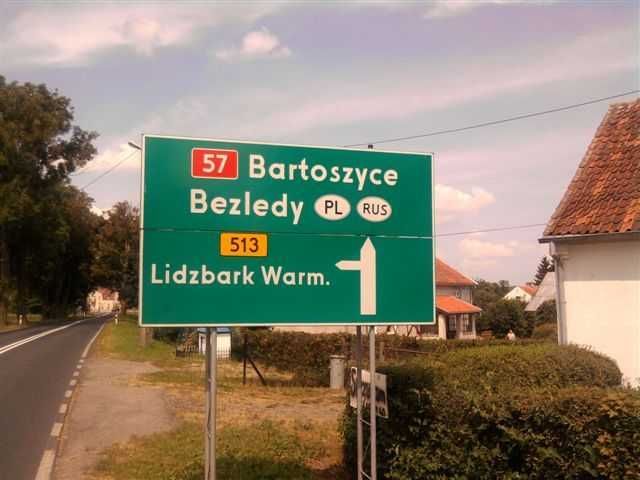 57 Bartoszyce
Bezledy PL RUS
513
Lidzbark Warm.